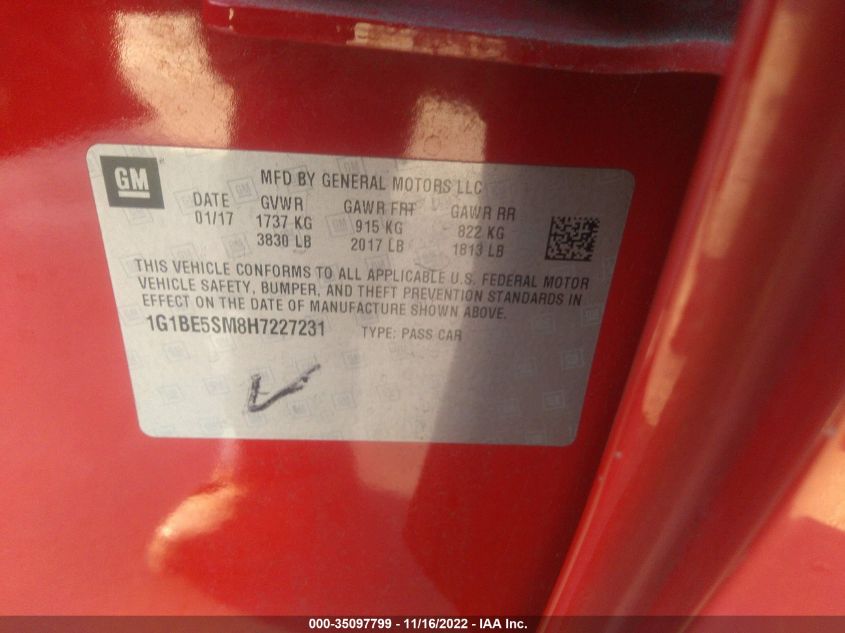 GM
MFD BY GENERAL MOTORS LLC
DATE GVWR GAWR FRT GAWR RR
01/17 1737 KG 915 KG 822 KG
3830 LB 2017 LB 1813 LB
THIS VEHICLE CONFORMS TO ALL APPLICABLE U.S. FEDERAL MOTOR
VEHICLE SAFETY, BUMPER, AND THEFT PREVENTION STANDARDS IN
EFFECT ON THE DATE OF MANUFACTURE SHOWN ABOVE.
1G1BE5SM8H7227231 TYPE: PASS CAR
000-35097799 - 11/16/2022 - IAA Inc.